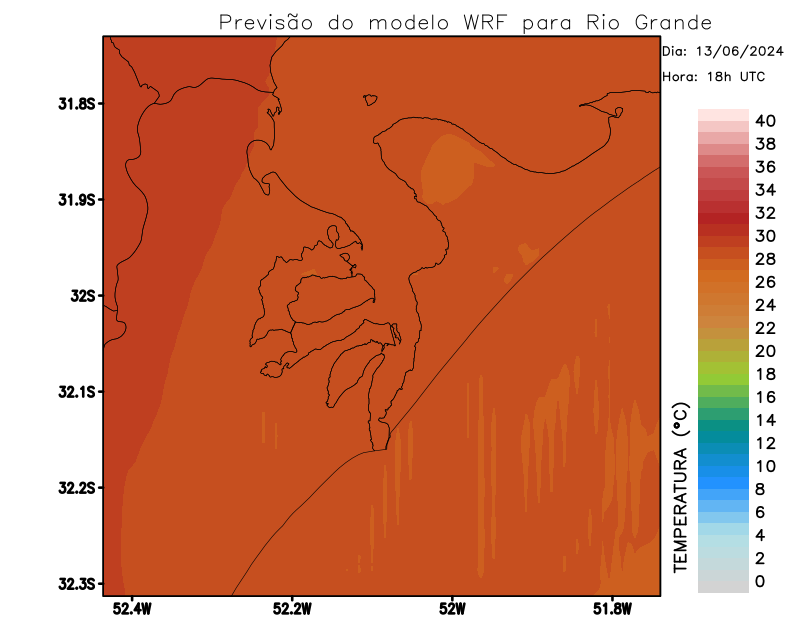 Previsão do modelo WRF para Rio Grande
Dia: 13/06/2024
Hora: 18h UTC
31.8S
31.9S
32S
32.1S
32.2S
32.3S
52.4W
52.2W
52W
51.8W
TEMPERATURA (°C)
40
38
36
34
32
30
28
26
24
22
20
18
16
14
12
10
8
6
4
2
0